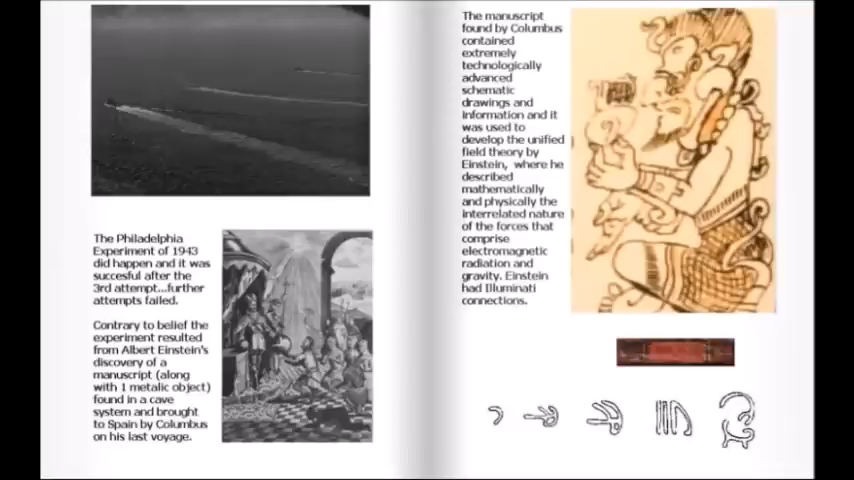 The Philadelphia
Experiment of 1943
did happen and it was
succesful after the
3rd attempt...further
attempts failed.
Contrary to belief the
experiment resulted
from Albert Einstein's
discovery of a
manuscript (along
with 1 metalic object)
found in a cave
system and brought
to Spain by Columbus
on his last voyage.
The manuscript
found by Columbus
contained
extremely
technologically
advanced
schematic
drawings and
information and it
was used to
develop the unified
field theory by
Einstein, where he
described
mathematically
and physically the
interrelated nature
of the forces that
comprise
electromagnetic
radiation and
gravity. Einstein
had Illuminati
connections.